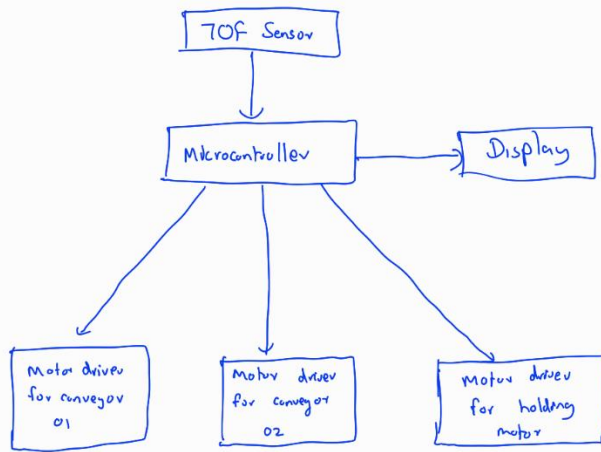 TOF Sensor
Microcontroller
Display
Motor driver
for conveyor
01
Motor driver
for conveyor
02
Motor driver
for holding
motor